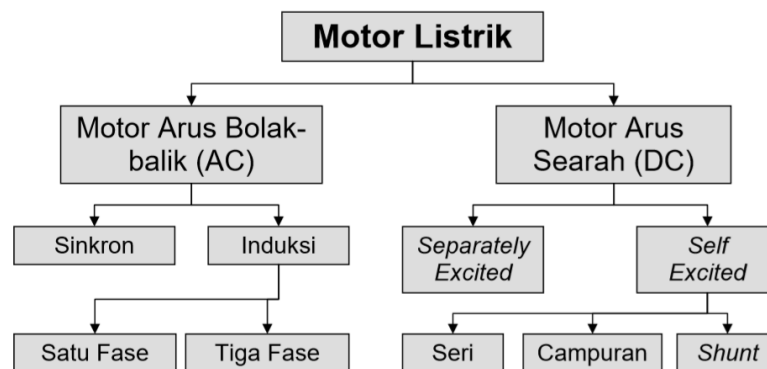 Motor Listrik
Motor Arus Bolak-
balik (AC)
Motor Arus
Searah (DC)
Sinkron
Induksi
Separately
Excited
Self
Excited
Satu Fase
Tiga Fase
Seri
Campuran
Shunt